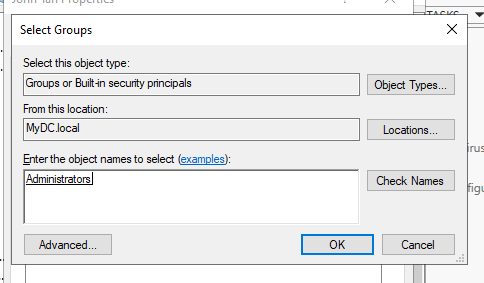 TASKS
Select Groups
Select this object type:
Groups or Built-in security principals
Object Types...
From this location:
MyDC.local
Locations...
Enter the object names to select (examples):
Administrators
Check Names
Advanced...
OK
Cancel